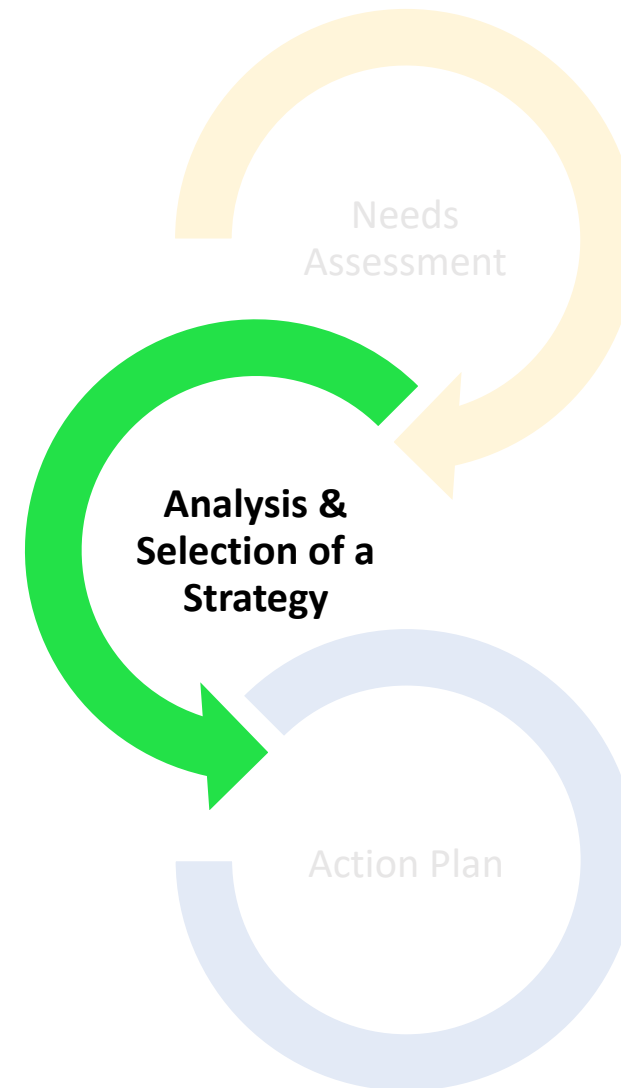 Needs
Assessment
Analysis &
Selection of a
Strategy
Action Plan